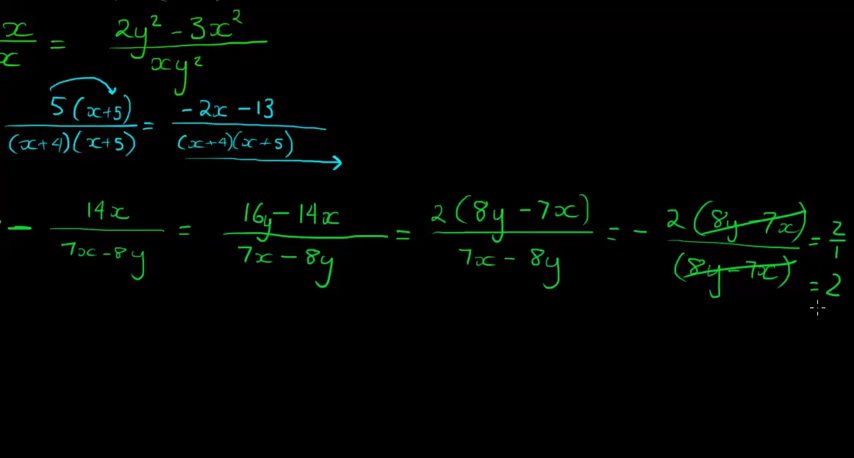 x/x = (2y² - 3x²)/(xy²)
5(x+5)/((x+4)(x+5)) = (-2x - 13)/((x+4)(x+5))
- 14x/(7x - 8y) = (16y - 14x)/(7x - 8y) = 2(8y - 7x)/(7x - 8y) = - 2(8y - 7x)/(8y - 7x) = 2/1
= 2